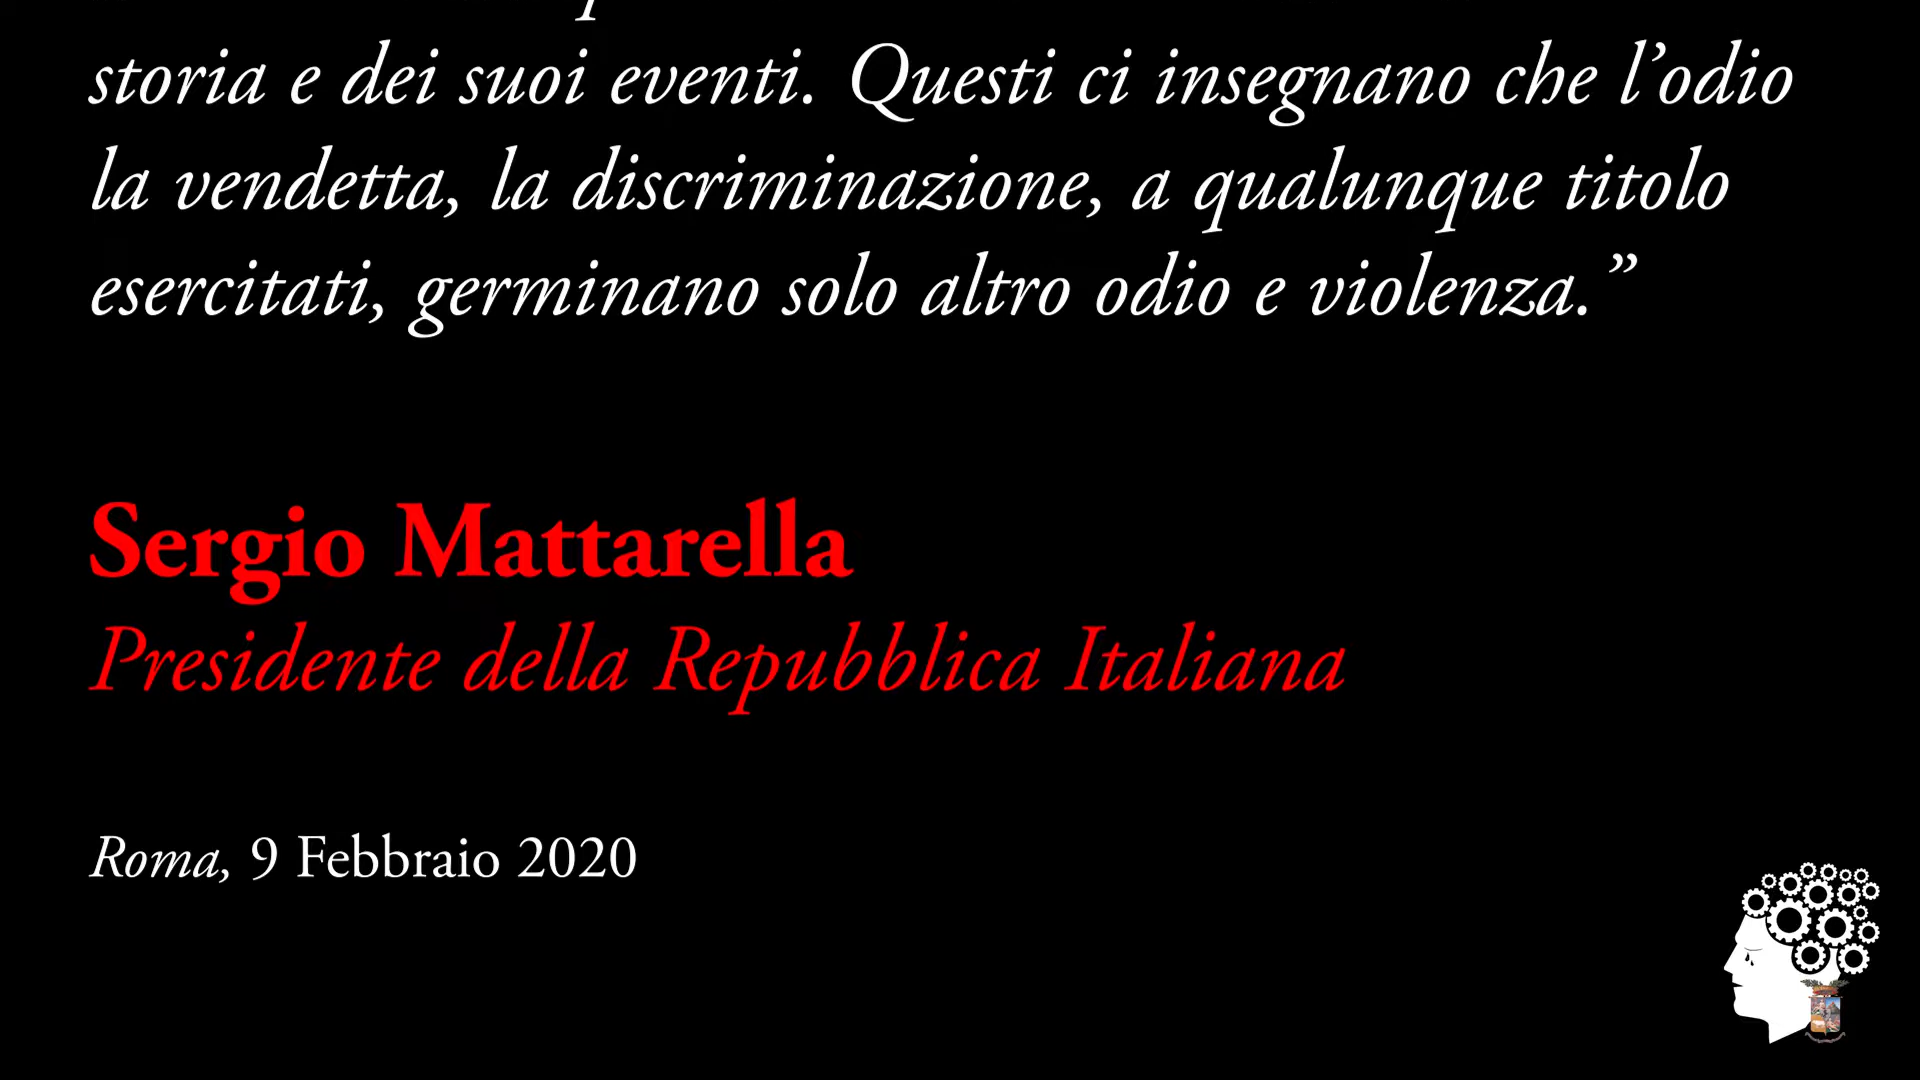 storia e dei suoi eventi. Questi ci insegnano che l’odio
la vendetta, la discriminazione, a qualunque titolo
esercitati, germinano solo altro odio e violenza.”
Sergio Mattarella
Presidente della Repubblica Italiana
Roma, 9 Febbraio 2020